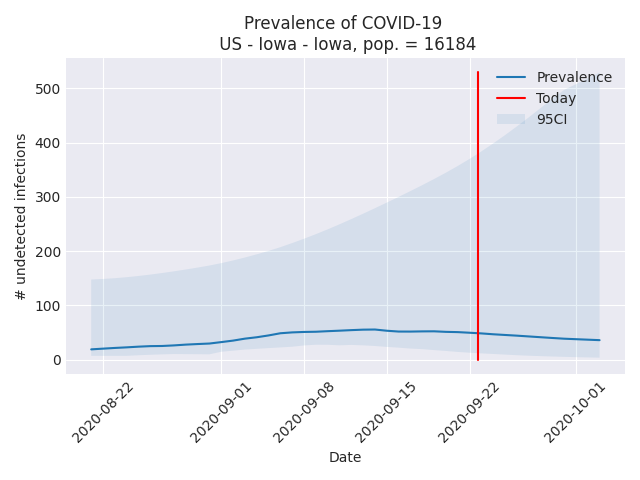 Prevalence of COVID-19
US - Iowa - Iowa, pop. = 16184
Prevalence
Today
95CI
# undetected infections
500
400
300
200
100
0
2020-08-22
2020-09-01
2020-09-08
2020-09-15
2020-09-22
2020-10-01
Date